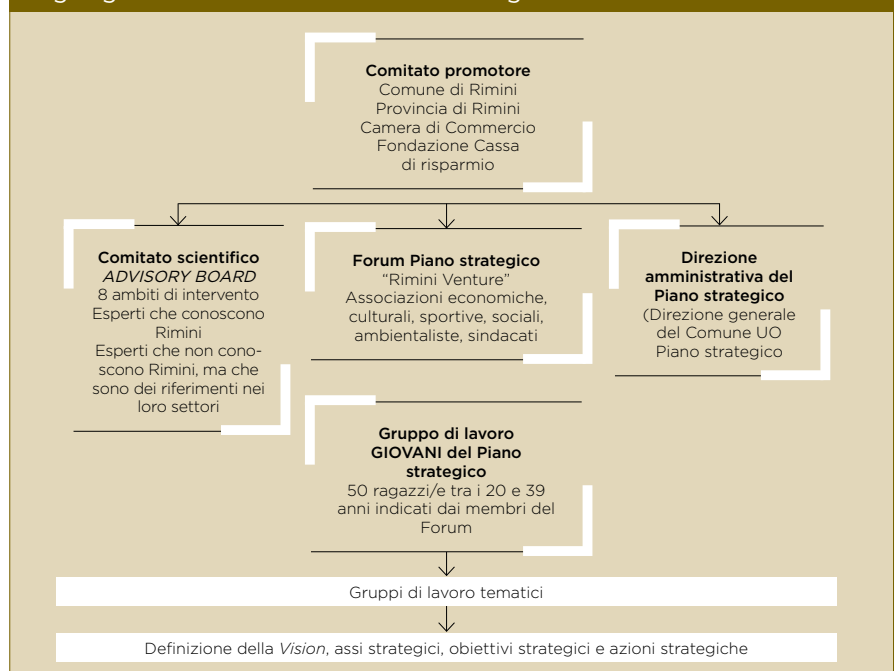 Comitato promotore
Comune di Rimini
Provincia di Rimini
Camera di Commercio
Fondazione Cassa
di risparmio
Comitato scientifico
ADVISORY BOARD
8 ambiti di intervento
Esperti che conoscono
Rimini
Esperti che non cono-
scono Rimini, ma che
sono dei riferimenti nei
loro settori
Forum Piano strategico
“Rimini Venture”
Associazioni economiche,
culturali, sportive, sociali,
ambientaliste, sindacati
Direzione
amministrativa del
Piano strategico
(Direzione generale
del Comune UO
Piano strategico
Gruppo di lavoro
GIOVANI del Piano
strategico
50 ragazzi/e tra i 20 e 39
anni indicati dai membri del
Forum
Gruppi di lavoro tematici
Definizione della Vision, assi strategici, obiettivi strategici e azioni strategiche